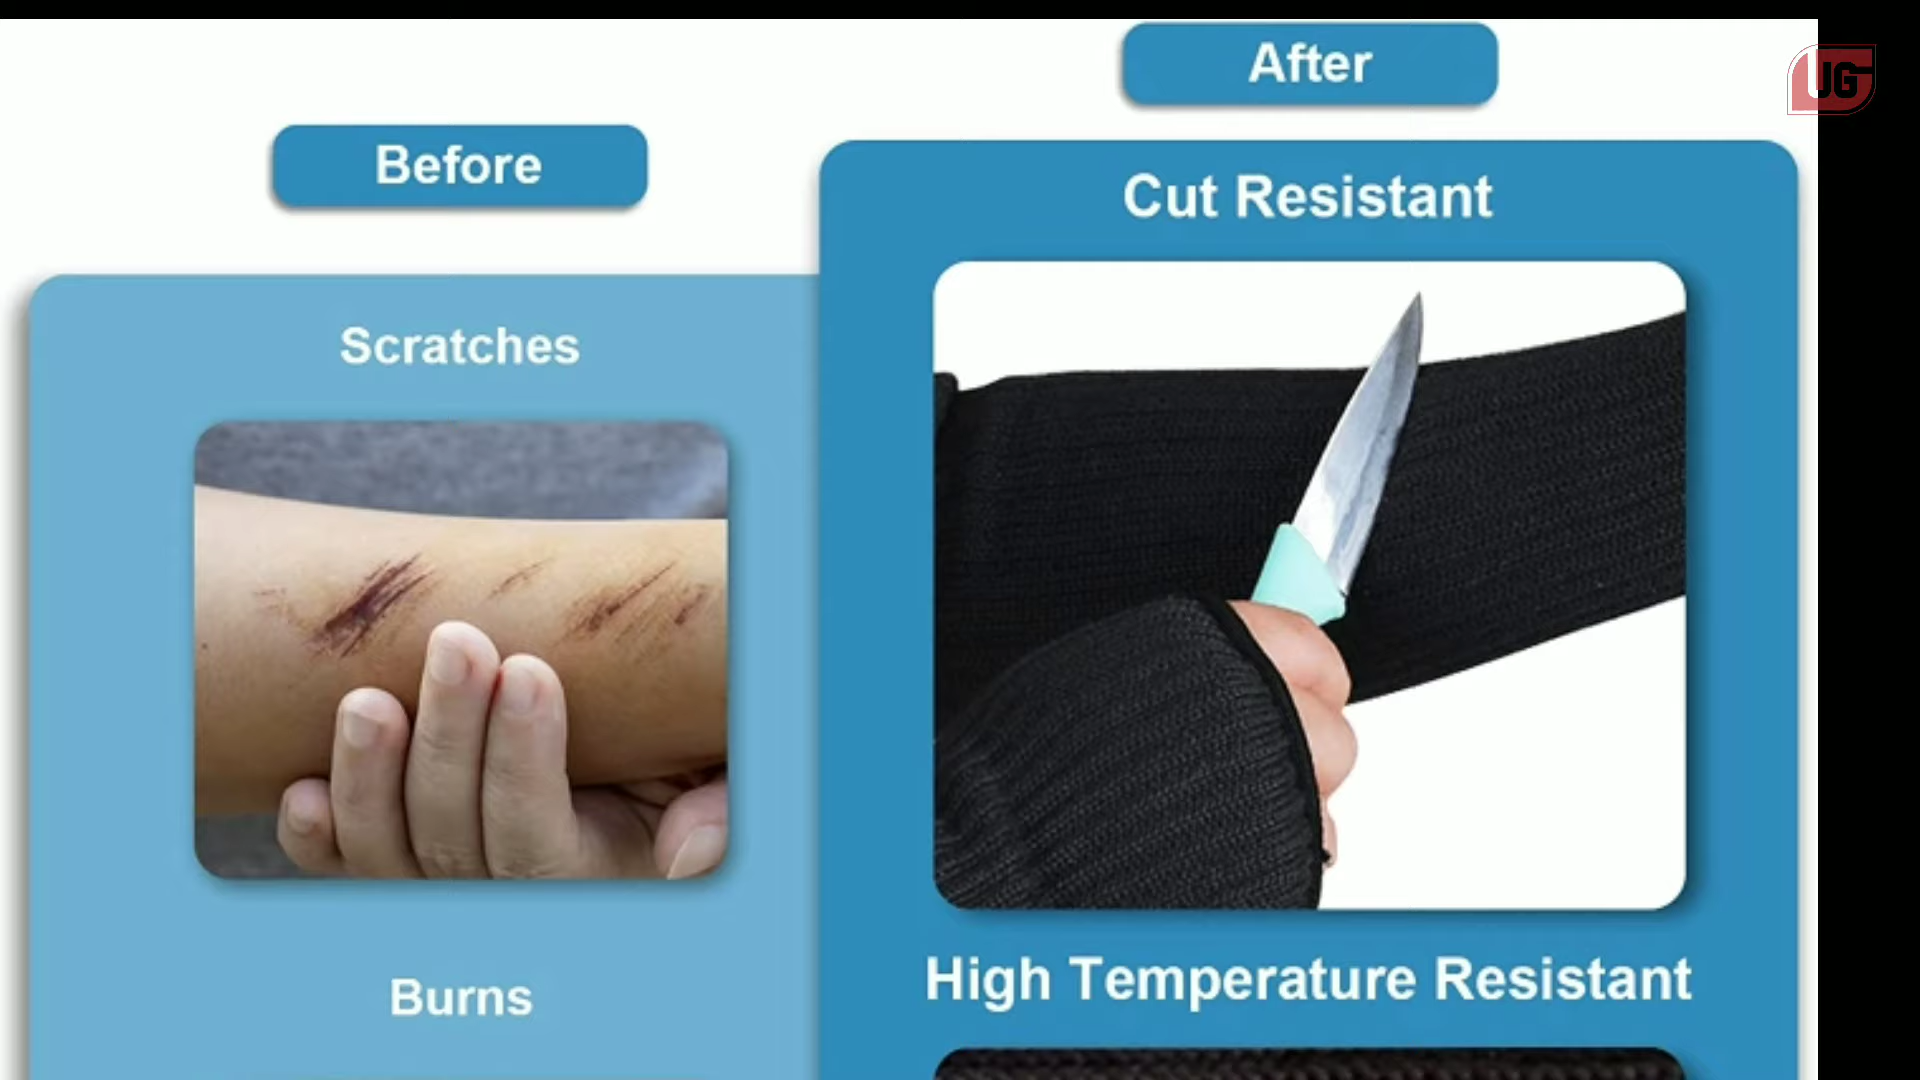 Before
After
Scratches
Cut Resistant
Burns
High Temperature Resistant
UG